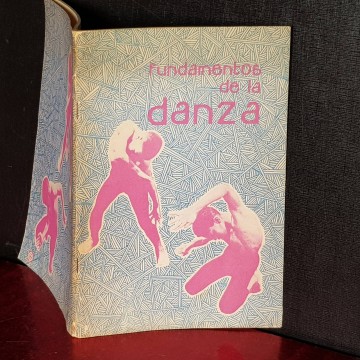 fundamentos
de la
danza